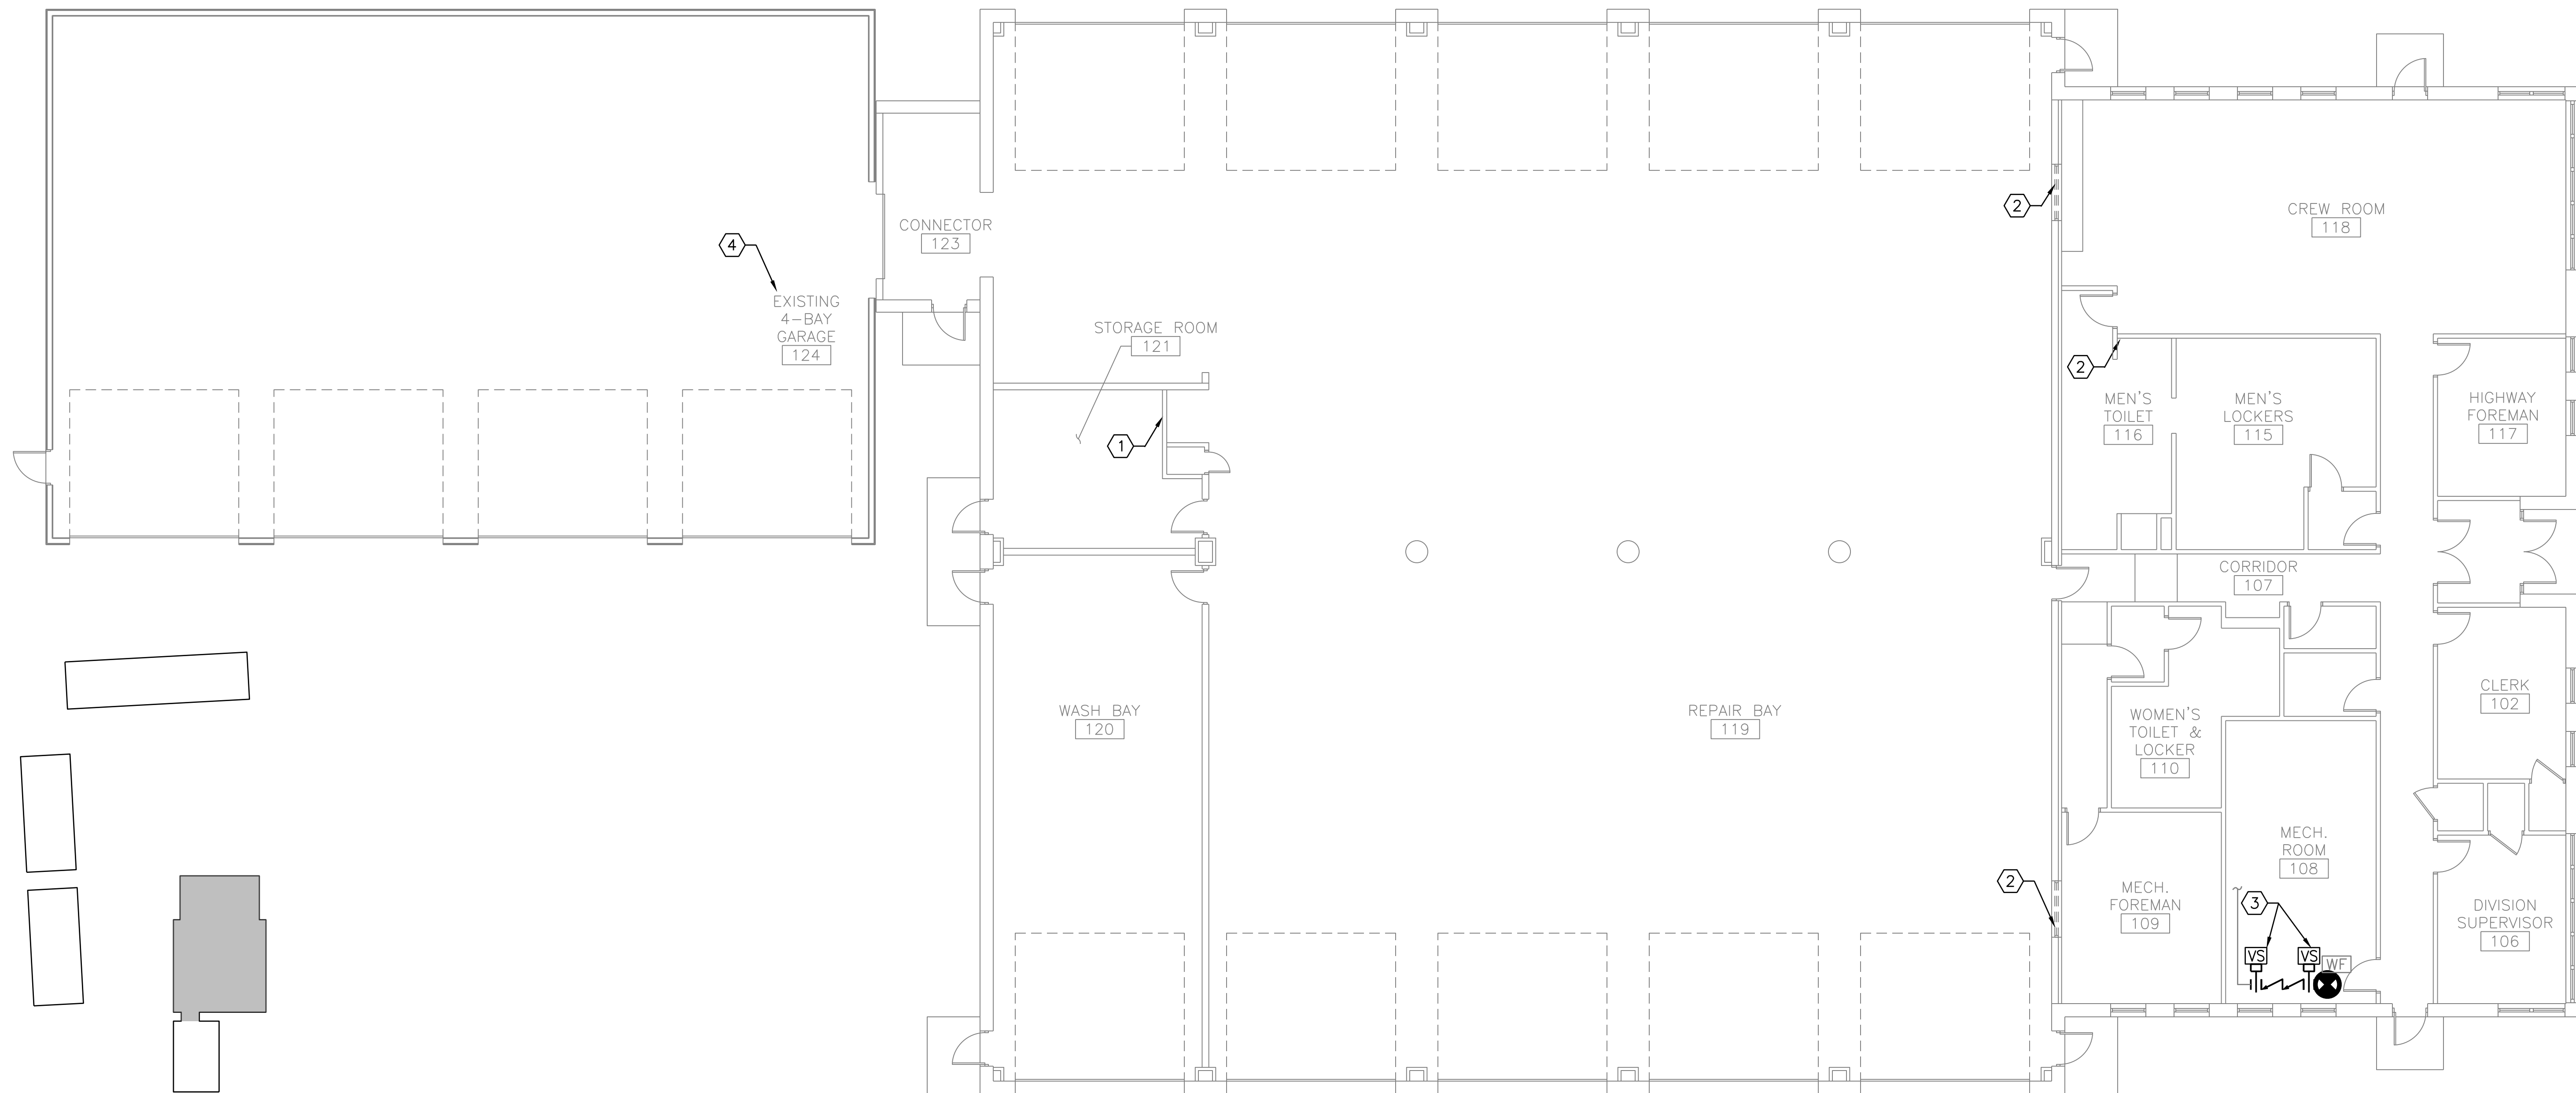 2
CREW ROOM
118
CONNECTOR
123
4
EXISTING
4-BAY
GARAGE
124
STORAGE ROOM
121
2
1
MEN'S
TOILET
116
MEN'S
LOCKERS
115
HIGHWAY
FOREMAN
117
CORRIDOR
107
WASH BAY
120
REPAIR BAY
119
WOMEN'S
TOILET &
LOCKER
110
CLERK
102
MECH.
ROOM
108
2
MECH.
FOREMAN
109
3
VS
VS
WF
DIVISION
SUPERVISOR
106